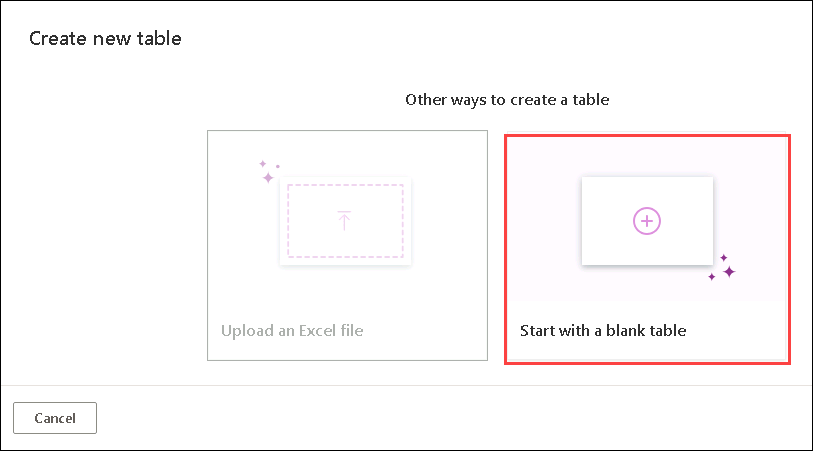 Create new table
Other ways to create a table
Upload an Excel file
Start with a blank table
Cancel